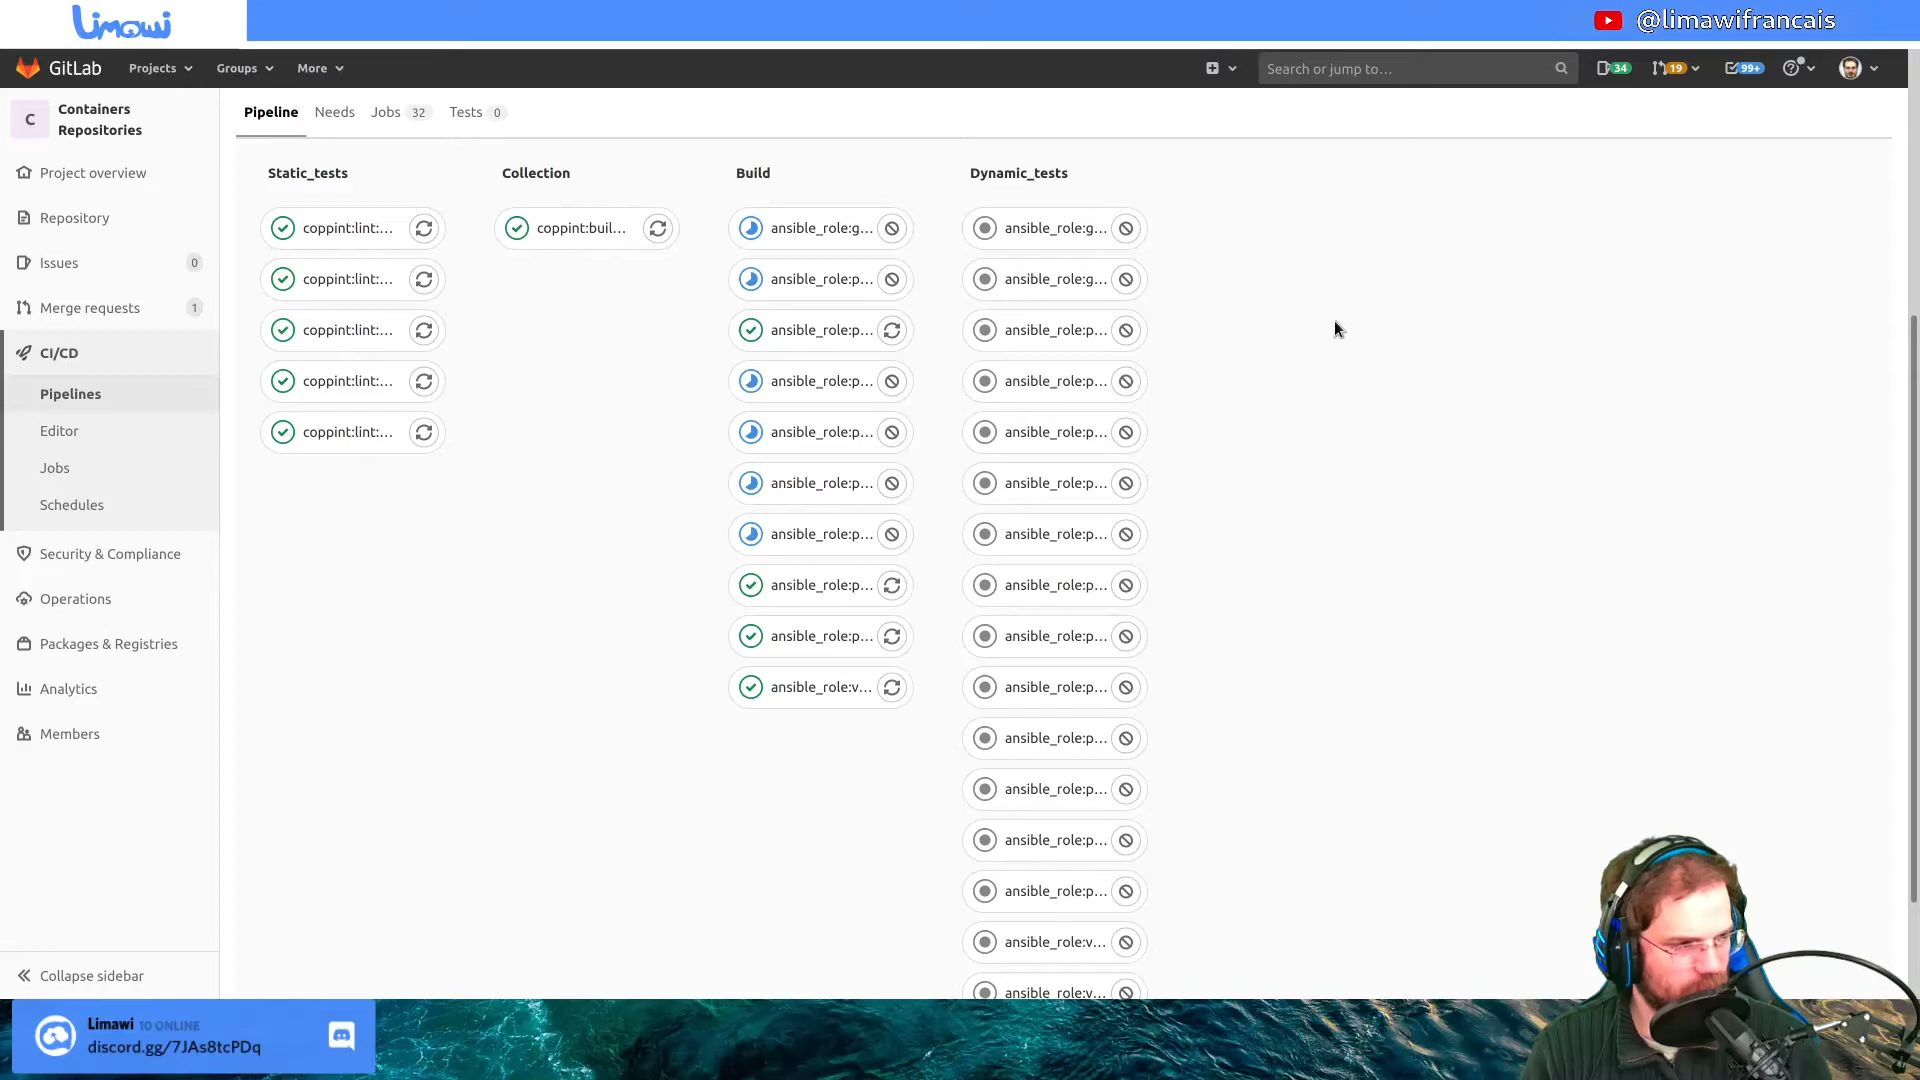 Limawi
@limawifrancais
GitLab
Projects
Groups
More
Search or jump to...
34
19
99+
C
Containers
Repositories
Project overview
Repository
Issues
0
Merge requests
1
CI/CD
Pipelines
Editor
Jobs
Schedules
Security & Compliance
Operations
Packages & Registries
Analytics
Members
Collapse sidebar
Pipeline
Needs
Jobs 32
Tests 0
Static_tests
coppint:lint:...
coppint:lint:...
coppint:lint:...
coppint:lint:...
coppint:lint:...
Collection
coppint:buil...
Build
ansible_role:g...
ansible_role:p...
ansible_role:p...
ansible_role:p...
ansible_role:p...
ansible_role:p...
ansible_role:p...
ansible_role:p...
ansible_role:p...
ansible_role:v...
Dynamic_tests
ansible_role:g...
ansible_role:g...
ansible_role:p...
ansible_role:p...
ansible_role:p...
ansible_role:p...
ansible_role:p...
ansible_role:p...
ansible_role:p...
ansible_role:p...
ansible_role:p...
ansible_role:p...
ansible_role:p...
ansible_role:p...
ansible_role:v...
ansible_role:v...
Limawi 10 ONLINE
discord.gg/7JAs8tcPDq